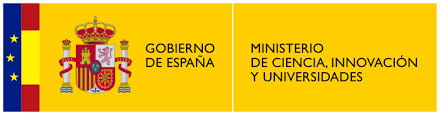 GOBIERNO
DE ESPAÑA
MINISTERIO
DE CIENCIA, INNOVACIÓN
Y UNIVERSIDADES